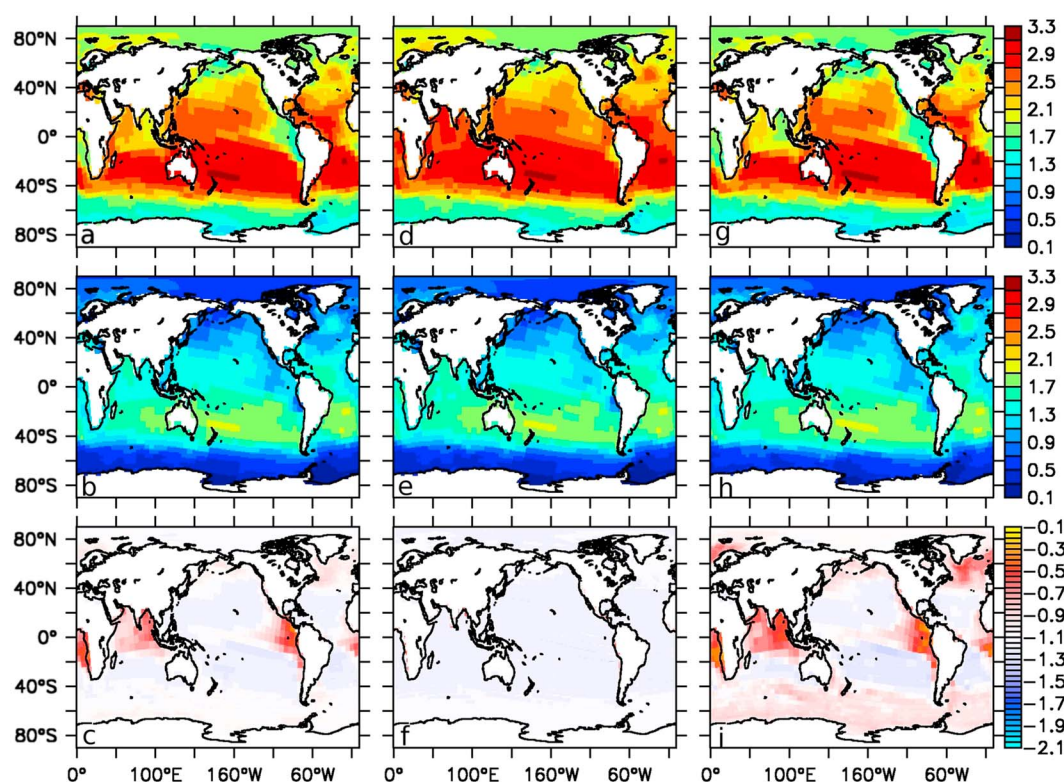 80°N
40°N
0°
40°S
80°S
a
d
g
3.3
2.9
2.5
2.1
1.7
1.3
0.9
0.5
0.1
80°N
40°N
0°
40°S
80°S
b
e
h
3.3
2.9
2.5
2.1
1.7
1.3
0.9
0.5
0.1
80°N
40°N
0°
40°S
80°S
c
f
i
−0.1
−0.3
−0.5
−0.7
−0.9
−1.1
−1.3
−1.5
−1.7
−1.9
−2.1
0° 100°E 160°W 60°W
0° 100°E 160°W 60°W
0° 100°E 160°W 60°W